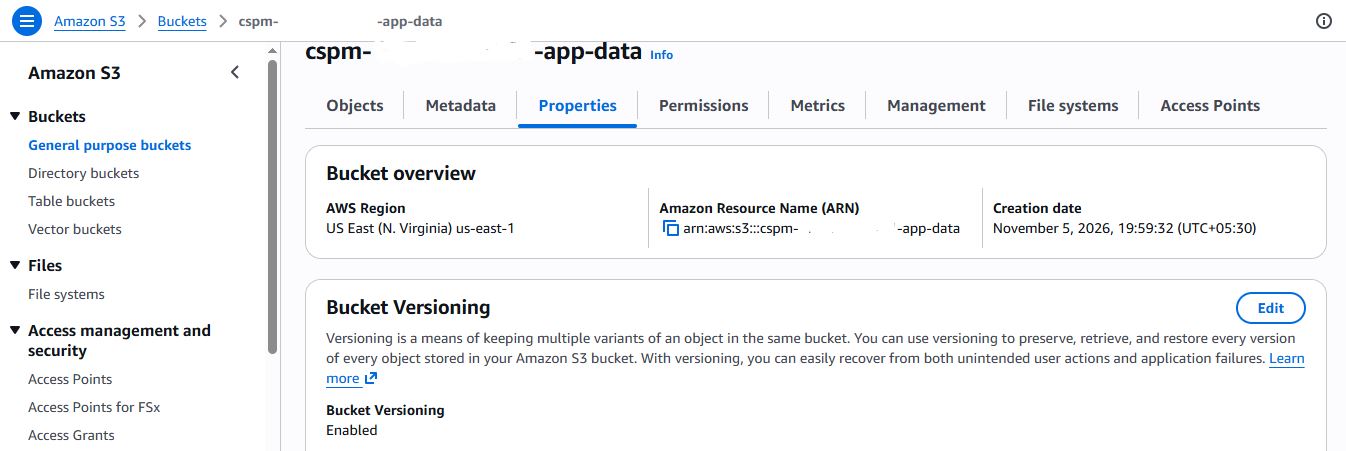 Amazon S3 > Buckets > cspm- -app-data
Amazon S3
Buckets
General purpose buckets
Directory buckets
Table buckets
Vector buckets
Files
File systems
Access management and
security
Access Points
Access Points for FSx
Access Grants
cspm- -app-data Info
Objects Metadata Properties Permissions Metrics Management File systems Access Points
Bucket overview
AWS Region
US East (N. Virginia) us-east-1
Amazon Resource Name (ARN)
arn:aws:s3:::cspm- -app-data
Creation date
November 5, 2026, 19:59:32 (UTC+05:30)
Bucket Versioning
Edit
Versioning is a means of keeping multiple variants of an object in the same bucket. You can use versioning to preserve, retrieve, and restore every version
of every object stored in your Amazon S3 bucket. With versioning, you can easily recover from both unintended user actions and application failures. Learn
more
Bucket Versioning
Enabled